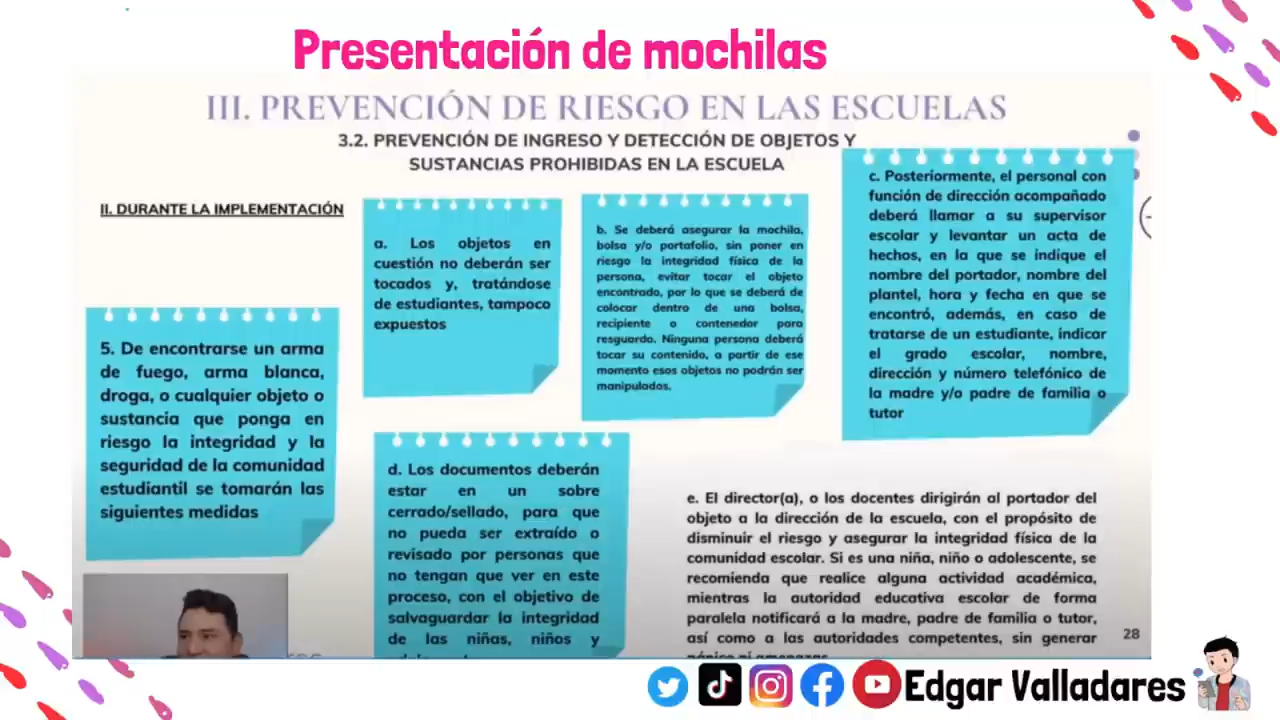 Presentación de mochilas
III. PREVENCIÓN DE RIESGO EN LAS ESCUELAS
3.2. PREVENCIÓN DE INGRESO Y DETECCIÓN DE OBJETOS Y
SUSTANCIAS PROHIBIDAS EN LA ESCUELA
II. DURANTE LA IMPLEMENTACIÓN
5. De encontrarse un arma
de fuego, arma blanca,
droga, o cualquier objeto o
sustancia que ponga en
riesgo la integridad y la
seguridad de la comunidad
estudiantil se tomarán las
siguientes medidas
a. Los objetos en
cuestión no deberán ser
tocados y, tratándose
de estudiantes, tampoco
expuestos
b. Se deberá asegurar la mochila,
bolsa y/o portafolio, sin poner en
riesgo la integridad física de la
persona, evitar tocar el objeto
encontrado, por lo que se deberá de
colocar dentro de una bolsa,
recipiente o contenedor para
resguardo. Ninguna persona deberá
tocar su contenido, a partir de ese
momento esos objetos no podrán ser
manipulados.
c. Posteriormente, el personal con
función de dirección acompañado
deberá llamar a su supervisor
escolar y levantar un acta de
hechos, en la que se indique el
nombre del portador, nombre del
plantel, hora y fecha en que se
encontró, además, en caso de
tratarse de un estudiante, indicar
el grado escolar, nombre,
dirección y número telefónico de
la madre y/o padre de familia o
tutor
d. Los documentos deberán
estar en un sobre
cerrado/sellado, para que
no pueda ser extraído o
revisado por personas que
no tengan que ver en este
proceso, con el objetivo de
salvaguardar la integridad
de las niñas, niños y
e. El director(a), o los docentes dirigirán al portador del
objeto a la dirección de la escuela, con el propósito de
disminuir el riesgo y asegurar la integridad física de la
comunidad escolar. Si es una niña, niño o adolescente, se
recomienda que realice alguna actividad académica,
mientras la autoridad educativa escolar de forma
paralela notificará a la madre, padre de familia o tutor,
así como a las autoridades competentes, sin generar
28
Edgar Valladares